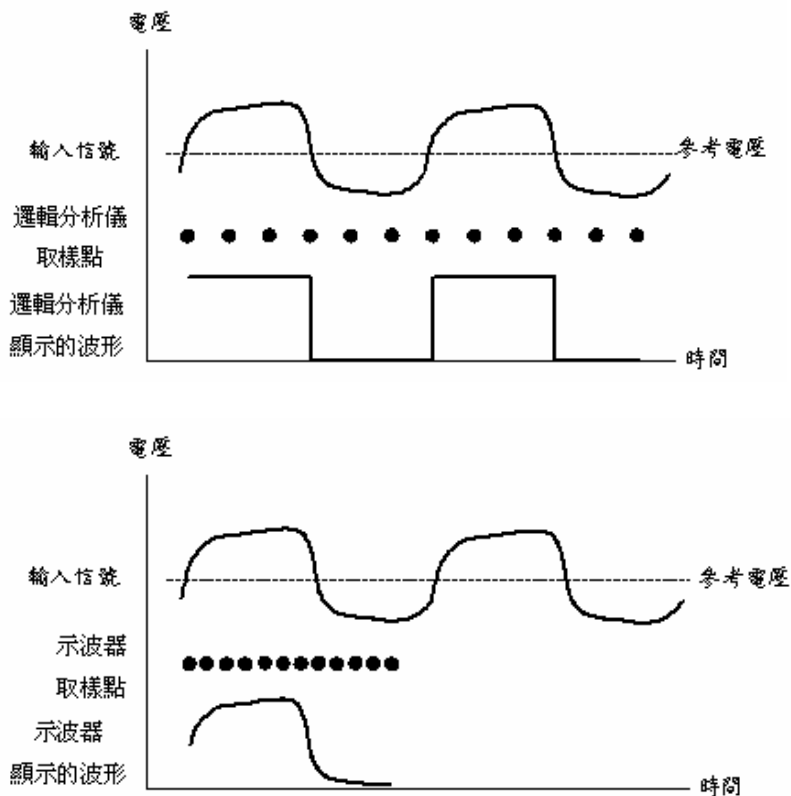 電壓
輸入信號
參考電壓
邏輯分析儀
取樣點
邏輯分析儀
顯示的波形
時間
電壓
輸入信號
參考電壓
示波器
取樣點
示波器
顯示的波形
時間